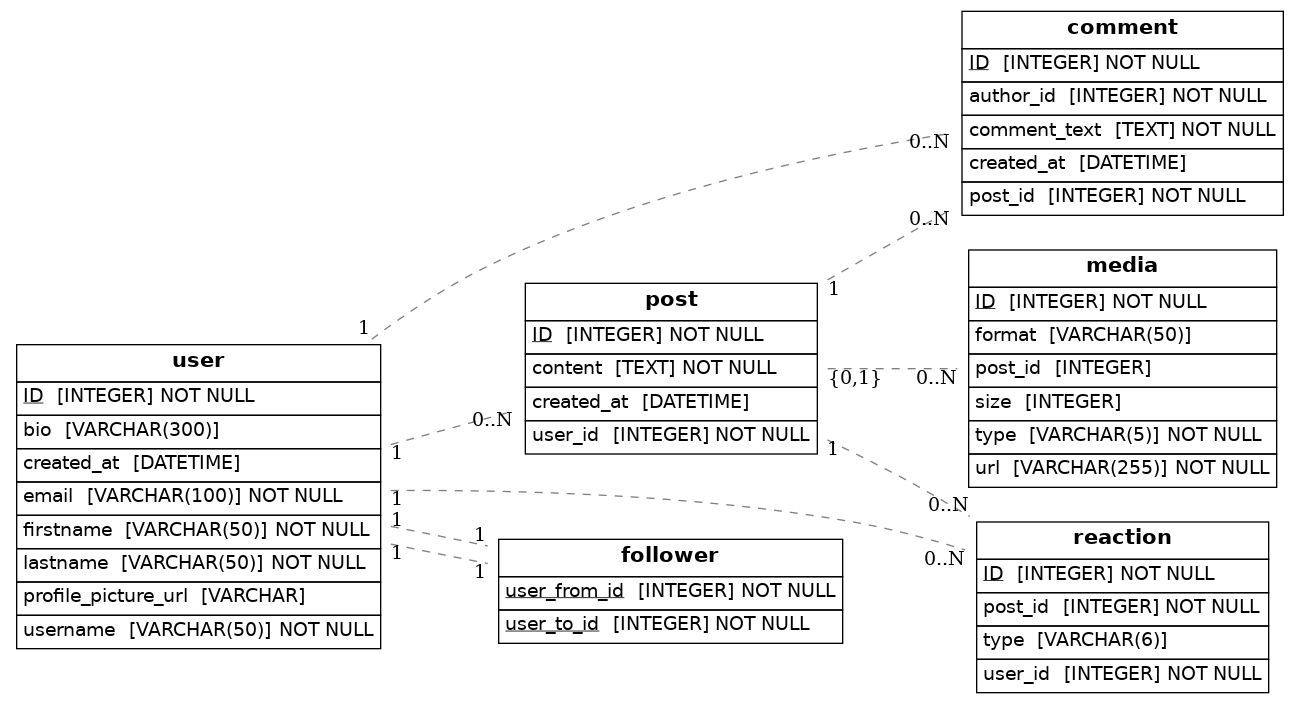 comment
ID [INTEGER] NOT NULL
author_id [INTEGER] NOT NULL
comment_text [TEXT] NOT NULL
created_at [DATETIME]
post_id [INTEGER] NOT NULL
0..N
0..N
1
1
media
ID [INTEGER] NOT NULL
format [VARCHAR(50)]
post_id [INTEGER]
size [INTEGER]
type [VARCHAR(5)] NOT NULL
url [VARCHAR(255)] NOT NULL
post
ID [INTEGER] NOT NULL
content [TEXT] NOT NULL
created_at [DATETIME]
user_id [INTEGER] NOT NULL
{0,1}
0..N
1
0..N
user
ID [INTEGER] NOT NULL
bio [VARCHAR(300)]
created_at [DATETIME]
email [VARCHAR(100)] NOT NULL
firstname [VARCHAR(50)] NOT NULL
lastname [VARCHAR(50)] NOT NULL
profile_picture_url [VARCHAR]
username [VARCHAR(50)] NOT NULL
0..N
1
1
1
1
1
1
0..N
follower
user_from_id [INTEGER] NOT NULL
user_to_id [INTEGER] NOT NULL
reaction
ID [INTEGER] NOT NULL
post_id [INTEGER] NOT NULL
type [VARCHAR(6)]
user_id [INTEGER] NOT NULL